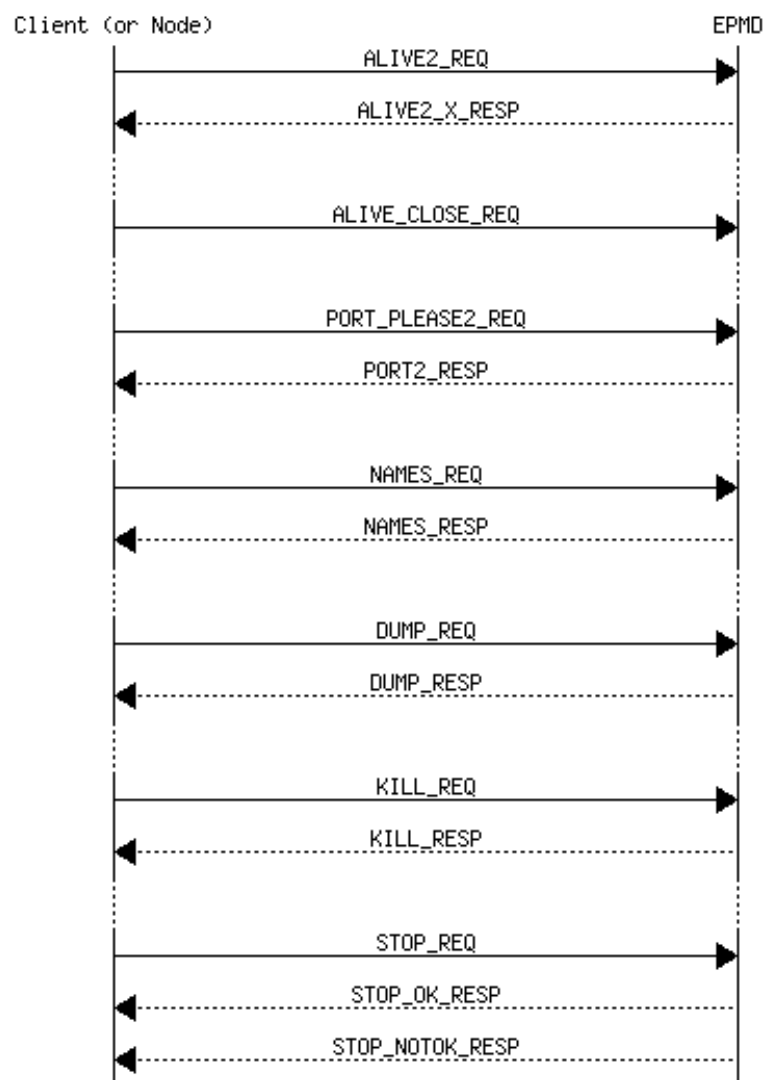 Client (or Node) EPMD
ALIVE2_REQ
ALIVE2_X_RESP
ALIVE_CLOSE_REQ
PORT_PLEASE2_REQ
PORT2_RESP
NAMES_REQ
NAMES_RESP
DUMP_REQ
DUMP_RESP
KILL_REQ
KILL_RESP
STOP_REQ
STOP_OK_RESP
STOP_NOTOK_RESP